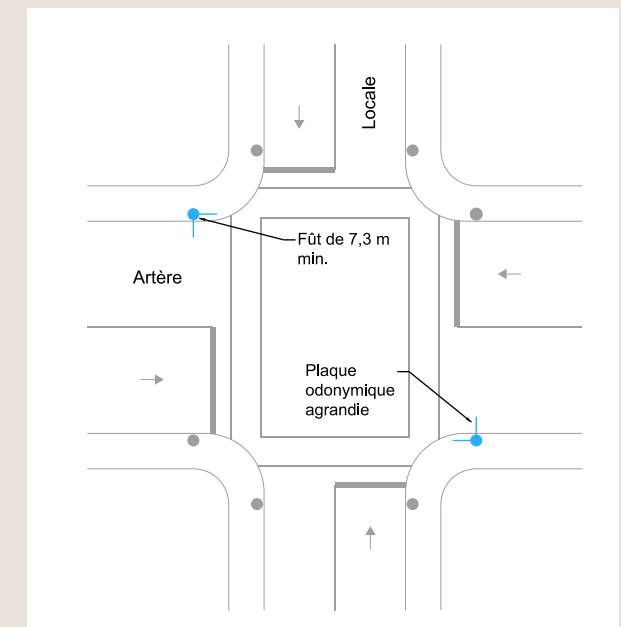 Locale
Fût de 7,3 m
min.
Artère
Plaque
odonymique
agrandie